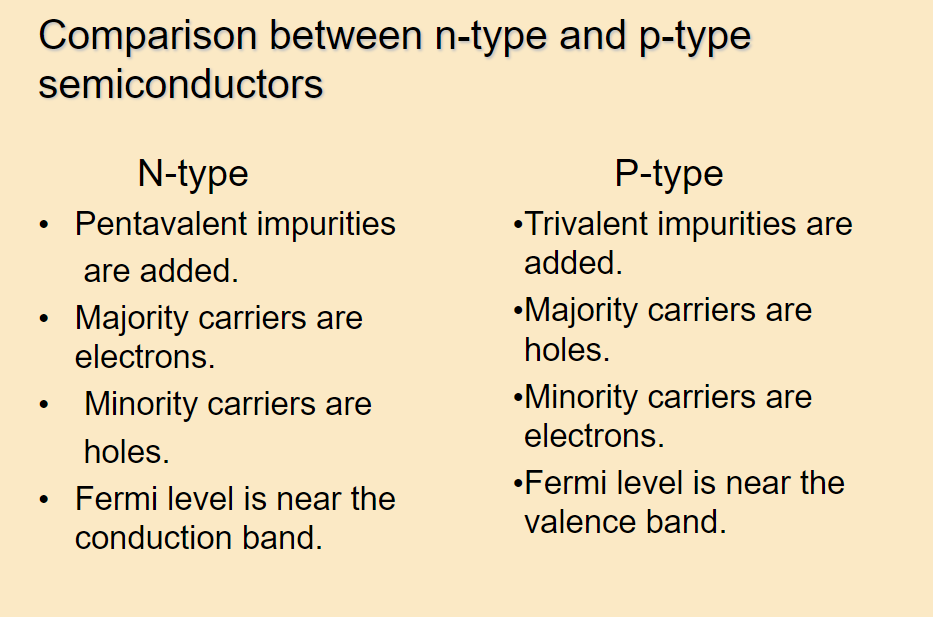 Comparison between n-type and p-type
semiconductors
N-type
• Pentavalent impurities
are added.
• Majority carriers are
electrons.
• Minority carriers are
holes.
• Fermi level is near the
conduction band.
P-type
•Trivalent impurities are
added.
•Majority carriers are
holes.
•Minority carriers are
electrons.
•Fermi level is near the
valence band.